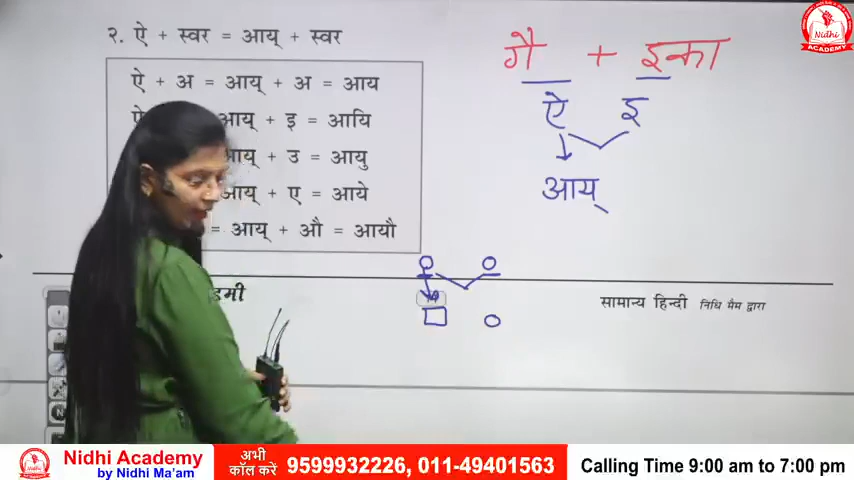 २. ऐ + स्वर = आय् + स्वर
ऐ + अ = आय् + अ = आय
ऐ आय् + इ = आयि
आय् + उ = आयु
आय् + ए = आये
= आय् + औ = आयौ
गै + इका
ऐ इ
आय्
डमी
सामान्य हिन्दी निधि मैम द्वारा
Nidhi
ACADEMY
Nidhi Academy
by Nidhi Ma'am
अभी
कॉल करें
9599932226, 011-49401563
Calling Time 9:00 am to 7:00 pm